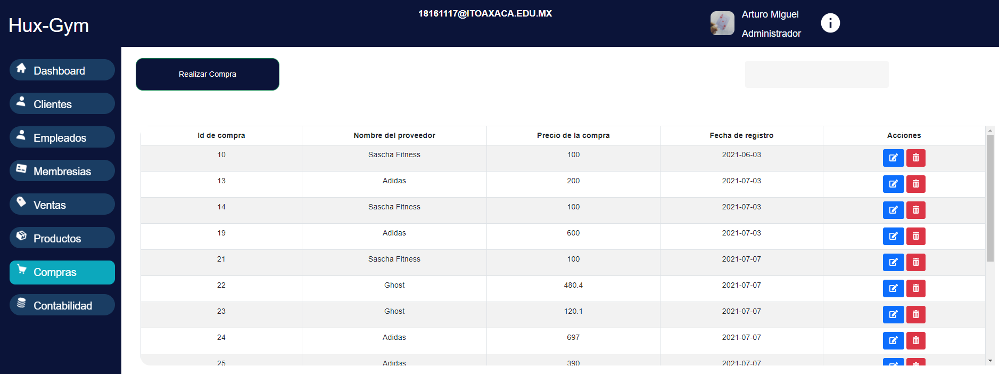 Hux-Gym
18161117@ITOAXACA.EDU.MX
Arturo Miguel
Administrador
Dashboard
Clientes
Empleados
Membresias
Ventas
Productos
Compras
Contabilidad
Realizar Compra
Id de compra Nombre del proveedor Precio de la compra Fecha de registro Acciones
10 Sascha Fitness 100 2021-06-03
13 Adidas 200 2021-07-03
14 Sascha Fitness 100 2021-07-03
19 Adidas 600 2021-07-03
21 Sascha Fitness 100 2021-07-07
22 Ghost 480.4 2021-07-07
23 Ghost 120.1 2021-07-07
24 Adidas 697 2021-07-07
25 Adidas 390 2021-07-07